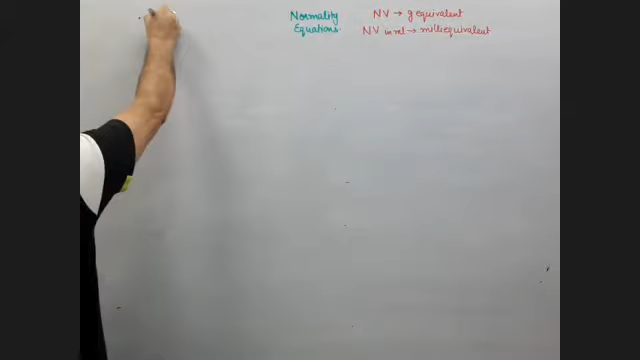 Normality NV → g equivalent
Equations. NV in ml → milliequivalent